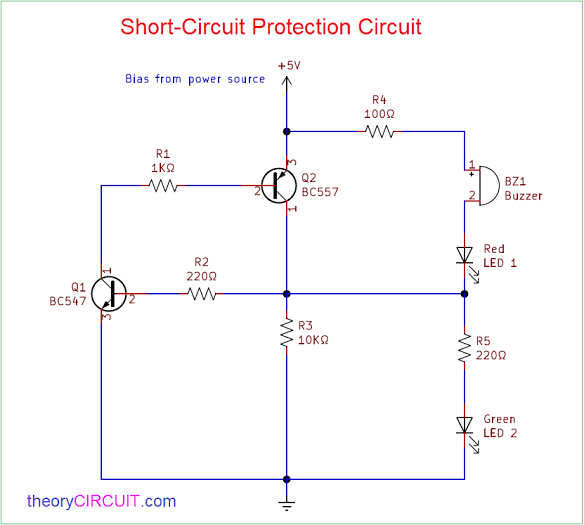 Short-Circuit Protection Circuit
+5V
Bias from power source
R4
100Ω
R1
1KΩ
3
Q2
BC557
2
1
1
+
BZ1
Buzzer
2
Red
LED 1
R2
220Ω
1
Q1
BC547
2
3
R3
10KΩ
R5
220Ω
Green
LED 2
theoryCIRCUIT.com